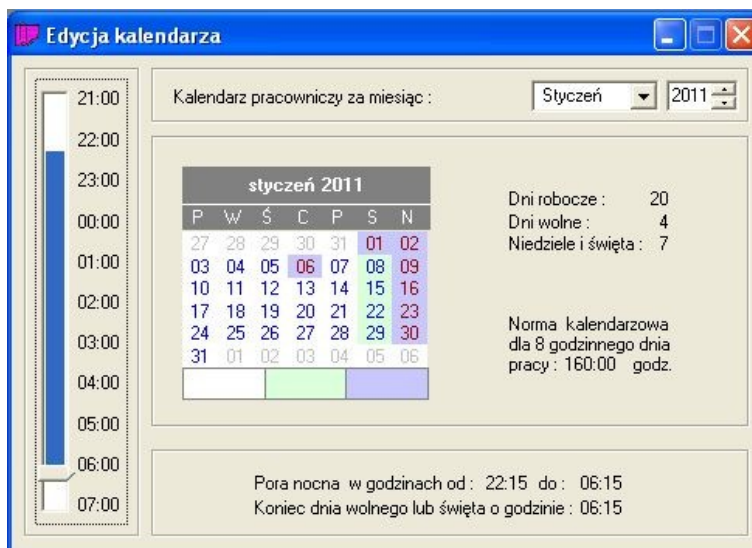 Edycja kalendarza
21:00
22:00
23:00
00:00
01:00
02:00
03:00
04:00
05:00
06:00
07:00
Kalendarz pracowniczy za miesiąc : Styczeń 2011
styczeń 2011
P W Ś C P S N
27 28 29 30 31 01 02
03 04 05 06 07 08 09
10 11 12 13 14 15 16
17 18 19 20 21 22 23
24 25 26 27 28 29 30
31 01 02 03 04 05 06
Dni robocze : 20
Dni wolne : 4
Niedziele i święta : 7
Norma kalendarzowa
dla 8 godzinnego dnia
pracy : 160:00 godz.
Pora nocna w godzinach od : 22:15 do : 06:15
Koniec dnia wolnego lub święta o godzinie : 06:15